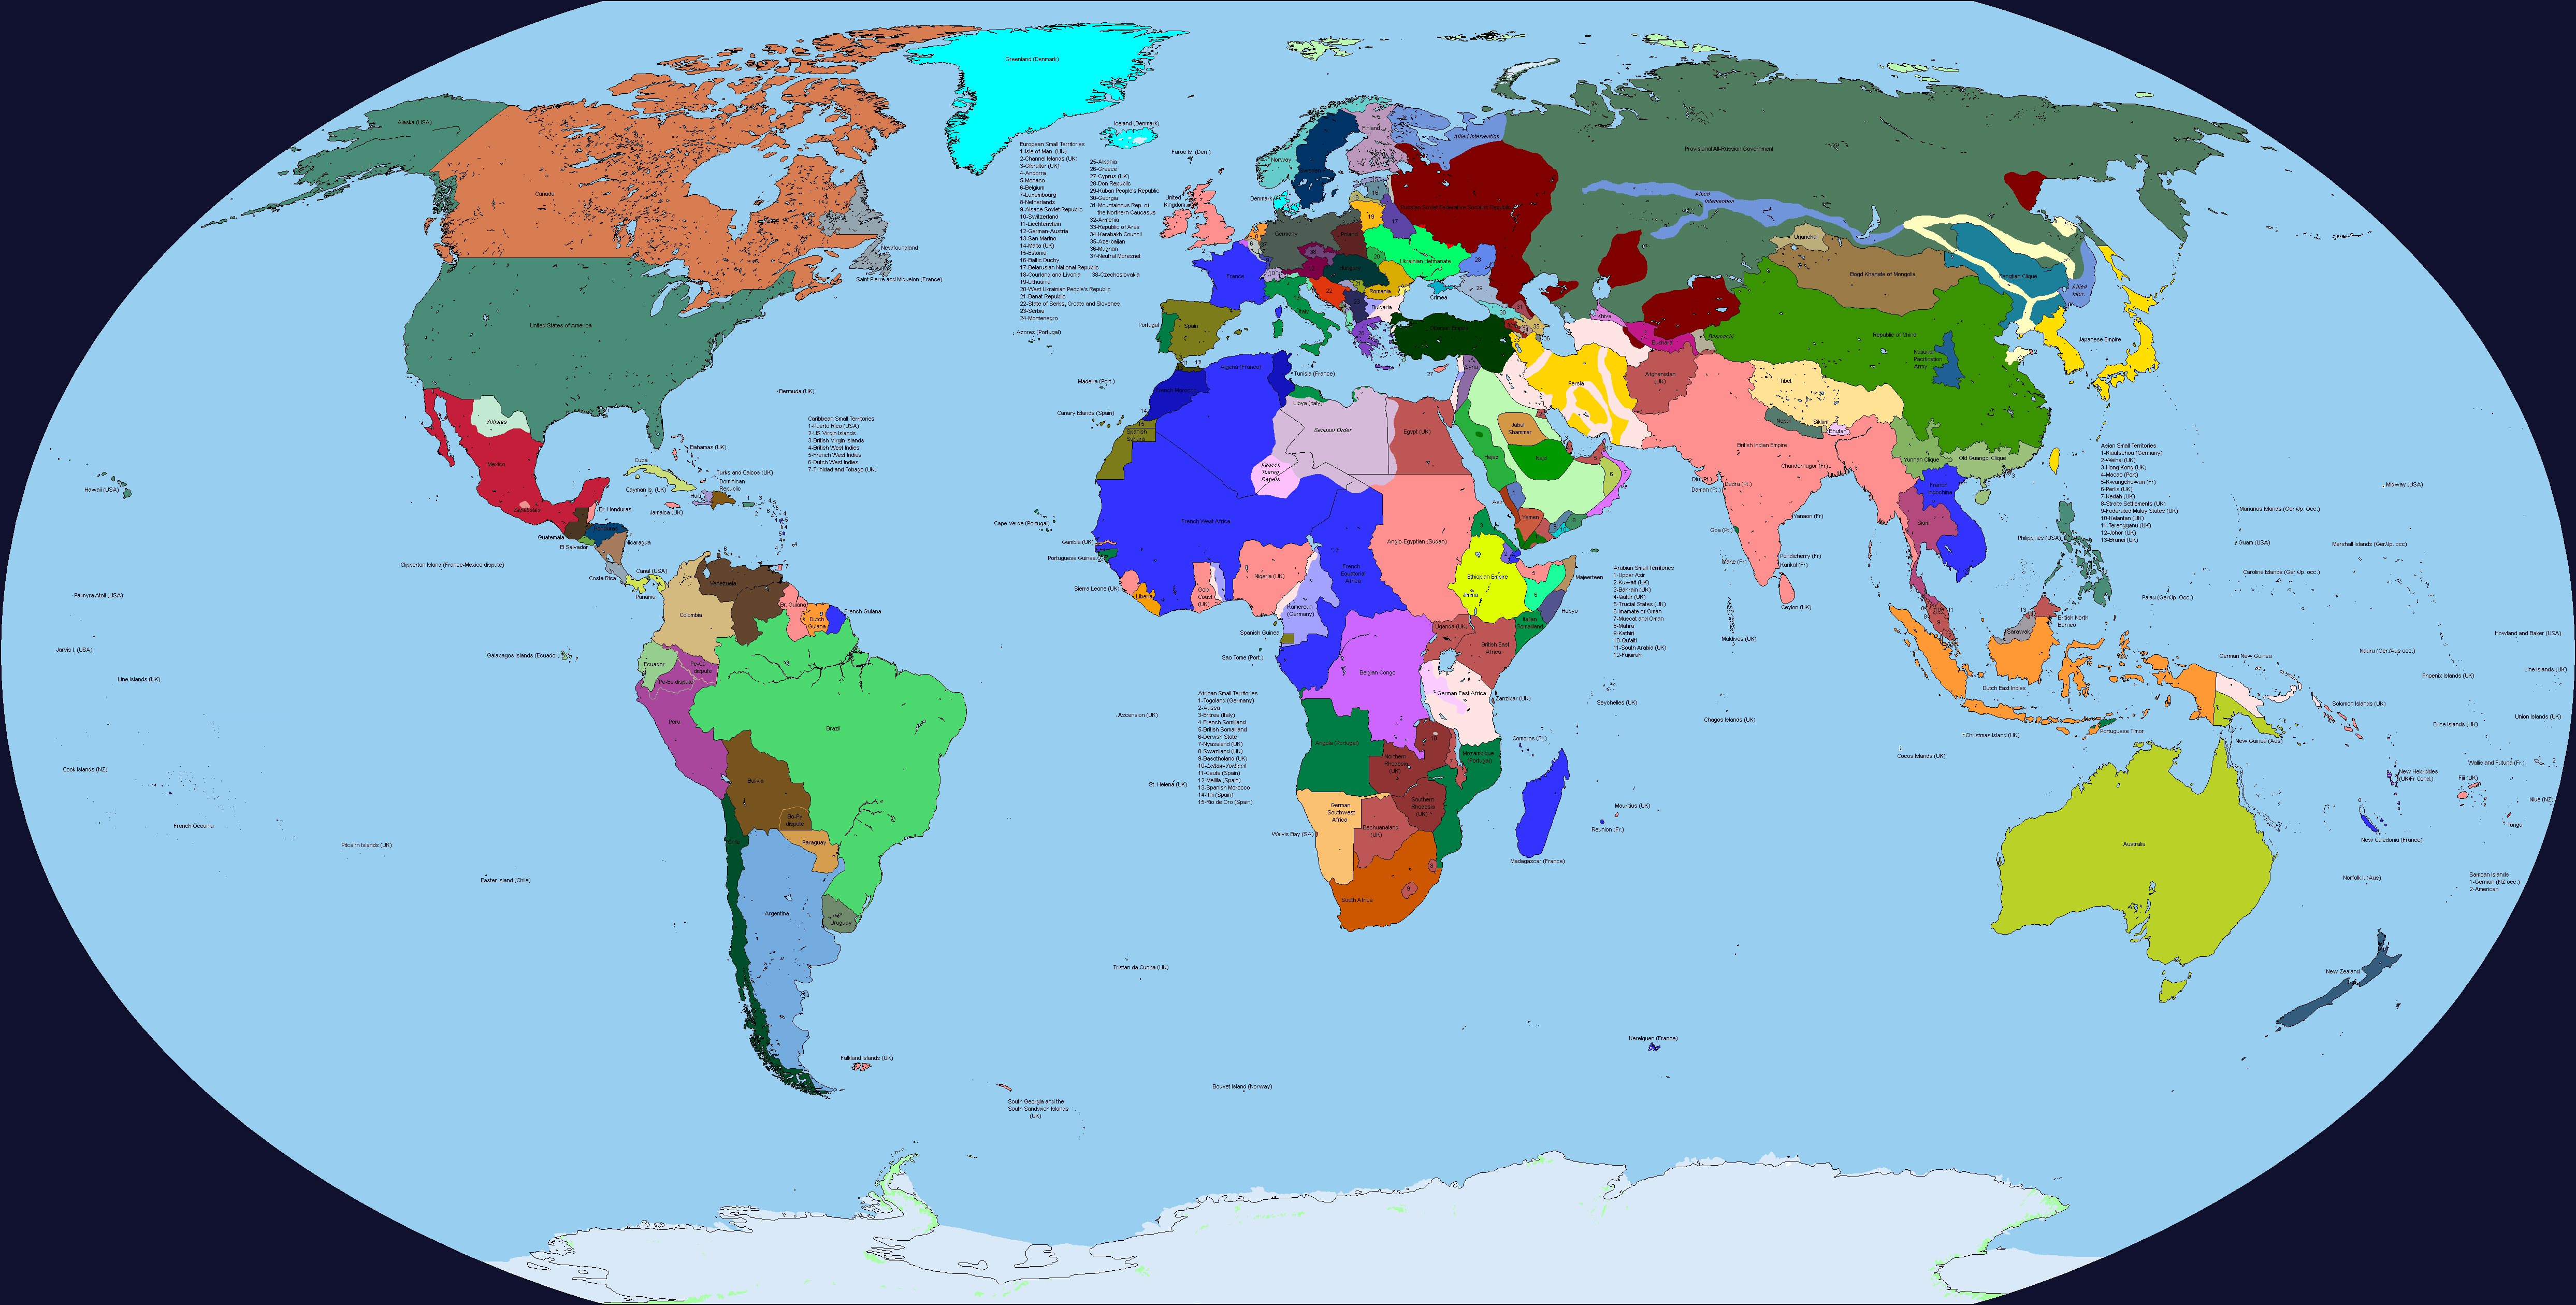 Greenland (Denmark)
Alaska (USA)
Iceland (Denmark)
Faroe Is. (Den.)
Canada
Newfoundland
Saint Pierre and Miquelon (France)
United States of America
European Small Territories
1-Isle of Man (UK)
2-Channel Islands (UK)
3-Gibraltar (UK)
4-Andorra
5-Monaco
6-Belgium
7-Luxembourg
8-Netherlands
9-Alsace Soviet Republic
10-Switzerland
11-Liechtenstein
12-German-Austria
13-San Marino
14-Malta (UK)
15-Estonia
16-Baltic Duchy
17-Belarusian National Republic
18-Courland and Livonia
19-Lithuania
20-West Ukrainian People's Republic
21-Banat Republic
22-State of Serbs, Croats and Slovenes
23-Serbia
24-Montenegro
25-Albania
26-Greece
27-Cyprus (UK)
28-Don Republic
29-Kuban People's Republic
30-Georgia
31-Mountainous Rep. of
the Northern Caucasus
32-Armenia
33-Republic of Aras
34-Karabakh Council
35-Azerbaijan
36-Mughan
37-Neutral Moresnet
38-Czechoslovakia
Norway
Finland
Allied Intervention
Provisional All-Russian Government
Allied
Intervention
Russian Soviet Federative Socialist Republic
United
Kingdom
Denmark
Germany
Poland
Ukrainian Hetmanate
France
Hungary
Romania
Crimea
Bulgaria
Italy
Portugal
Spain
Ottoman Empire
Azores (Portugal)
Madeira (Port.)
Canary Islands (Spain)
Bermuda (UK)
Urjanchai
Bogd Khanate of Mongolia
Fengtian Clique
Allied
Inter.
Khiva
Bukhara
Basmachi
Republic of China
National
Pacification
Army
Japanese Empire
Persia
Afghanistan
(UK)
Tibet
Nepal
Sikkim
Bhutan
British Indian Empire
Chandernagor (Fr)
Yunnan Clique
Old Guangxi Clique
Diu (Pt.)
Daman (Pt.)
Dadra (Pt.)
Goa (Pt.)
Yanaon (Fr)
Pondicherry (Fr)
Karikal (Fr)
Mahe (Fr)
Ceylon (UK)
Maldives (UK)
French
Indochina
Siam
Asian Small Territories
1-Kiautschou (Germany)
2-Weihai (UK)
3-Hong Kong (UK)
4-Macao (Port)
5-Kwangchowan (Fr)
6-Perlis (UK)
7-Kedah (UK)
8-Straits Settlements (UK)
9-Federated Malay States (UK)
10-Kelantan (UK)
11-Terengganu (UK)
12-Johor (UK)
13-Brunei (UK)
Philippines (USA)
Midway (USA)
Marianas Islands (Ger/Jp. Occ.)
Guam (USA)
Marshall Islands (Ger/Jp. occ)
Caroline Islands (Ger/Jp. occ.)
Palau (Ger/Jp. Occ.)
Howland and Baker (USA)
Nauru (Ger/Aus occ.)
Line Islands (UK)
Phoenix Islands (UK)
Union Islands (UK)
Ellice Islands (UK)
Solomon Islands (UK)
German New Guinea
New Guinea (Aus)
British North
Borneo
Sarawak
Dutch East Indies
Portuguese Timor
Christmas Island (UK)
Cocos Islands (UK)
New Hebriddes
(UK/Fr Cond.)
Wallis and Futuna (Fr.)
Fiji (UK)
Niue (NZ)
Tonga
New Caledonia (France)
Norfolk I. (Aus)
Samoan Islands
1-German (NZ occ.)
2-American
Australia
New Zealand
Villistas
Mexico
Zapatistas
Br. Honduras
Guatemala
Honduras
El Salvador
Nicaragua
Costa Rica
Canal (USA)
Panama
Cuba
Bahamas (UK)
Turks and Caicos (UK)
Dominican
Republic
Haiti
Cayman Is. (UK)
Jamaica (UK)
Caribbean Small Territories
1-Puerto Rico (USA)
2-US Virgin Islands
3-British Virgin Islands
4-British West Indies
5-French West Indies
6-Dutch West Indies
7-Trinidad and Tobago (UK)
Hawaii (USA)
Palmyra Atoll (USA)
Jarvis I. (USA)
Line Islands (UK)
Cook Islands (NZ)
French Oceania
Pitcairn Islands (UK)
Easter Island (Chile)
Clipperton Island (France-Mexico dispute)
Galapagos Islands (Ecuador)
Venezuela
Colombia
Br. Guiana
Dutch
Guiana
French Guiana
Ecuador
Pe-Co
dispute
Pe-Ec dispute
Peru
Brazil
Bolivia
Bo-Py
dispute
Paraguay
Chile
Argentina
Uruguay
Falkland Islands (UK)
South Georgia and the
South Sandwich Islands
(UK)
Bouvet Island (Norway)
Tristan da Cunha (UK)
St. Helena (UK)
Ascension (UK)
Kerelguen (France)
French Morocco
Algeria (France)
Tunisia (France)
Libya (Italy)
Senussi Order
Egypt (UK)
Spanish
Sahara
Kaocen
Tuareg
Rebels
French West Africa
Anglo-Egyptian (Sudan)
Cape Verde (Portugal)
Gambia (UK)
Portuguese Guinea
Sierra Leone (UK)
Liberia
Gold
Coast
(UK)
Nigeria (UK)
Kamereun
(Germany)
French
Equatorial
Africa
Spanish Guinea
Sao Tome (Port.)
Ethiopian Empire
Jimma
Majeerteen
Hobyo
Italian
Somaliland
Uganda (UK)
British East
Africa
Belgian Congo
German East Africa
Zanzibar (UK)
Seychelles (UK)
Chagos Islands (UK)
African Small Territories
1-Togoland (Germany)
2-Aussa
3-Eritrea (Italy)
4-French Somliland
5-British Somaliland
6-Dervish State
7-Nyasaland (UK)
8-Swaziland (UK)
9-Basotholand (UK)
10-Lettow-Vorbeck
11-Ceuta (Spain)
12-Melilla (Spain)
13-Spanish Morocco
14-Ifni (Spain)
15-Rio de Oro (Spain)
Angola (Portugal)
Northern
Rhodesia
(UK)
Mozambique
(Portugal)
Comoros (Fr.)
German
Southwest
Africa
Southern
Rhodesia
(UK)
Bechuanaland
(UK)
Walvis Bay (SA)
South Africa
Madagascar (France)
Mauritius (UK)
Reunion (Fr.)
Syria
Jabal
Shammar
Hejaz
Nejd
Asir
Yemen
Arabian Small Territories
1-Upper Asir
2-Kuwait (UK)
3-Bahrain (UK)
4-Qatar (UK)
5-Trucial States (UK)
6-Imamate of Oman
7-Muscat and Oman
8-Mahra
9-Kathiri
10-Qu'aiti
11-South Arabia (UK)
12-Fujairah